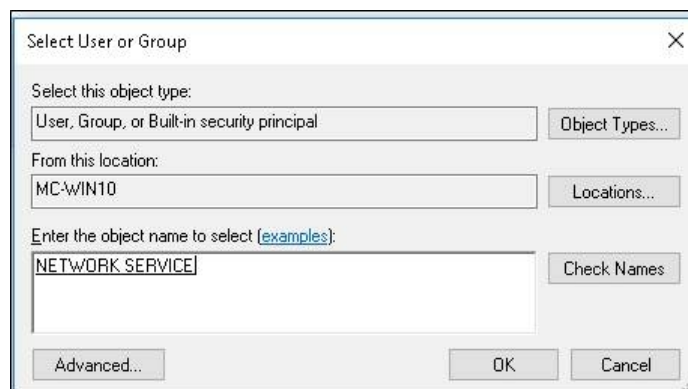 Select User or Group
Select this object type:
User, Group, or Built-in security principal
Object Types...
From this location:
MC-WIN10
Locations...
Enter the object name to select (examples):
NETWORK SERVICE
Check Names
Advanced...
OK
Cancel